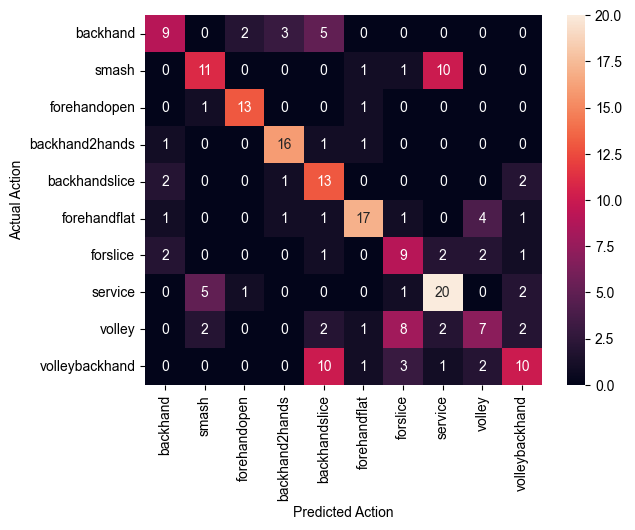 backhand 9 0 2 3 5 0 0 0 0 0
smash 0 11 0 0 0 1 1 10 0 0
forehandopen 0 1 13 0 0 1 0 0 0 0
backhand2hands 1 0 0 16 1 1 0 0 0 0
backhandslice 2 0 0 1 13 0 0 0 0 2
forehandflat 1 0 0 1 1 17 1 0 4 1
forslice 2 0 0 0 1 0 9 2 2 1
service 0 5 1 0 0 0 1 20 0 2
volley 0 2 0 0 2 1 8 2 7 2
volleybackhand 0 0 0 0 10 1 3 1 2 10
Actual Action
backhand
smash
forehandopen
backhand2hands
backhandslice
forehandflat
forslice
service
volley
volleybackhand
Predicted Action
20.0
17.5
15.0
12.5
10.0
7.5
5.0
2.5
0.0